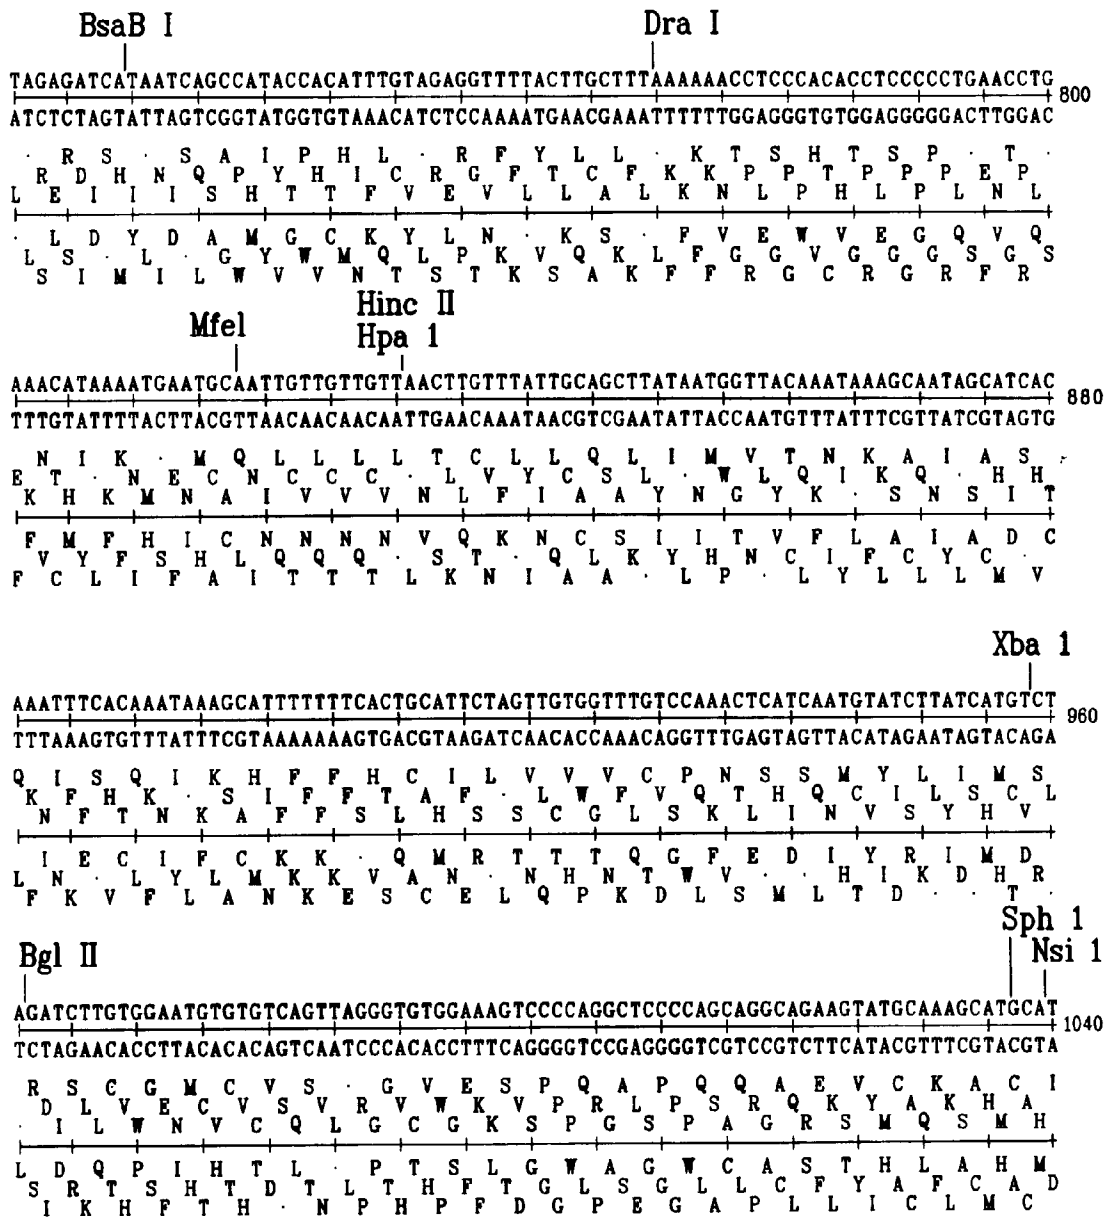 BsaB I Dra I
TAGAGATCATAATCAGCCATACCACATTTGTAGAGGTTTTACTTGCTTTAAAAAACCTCCCACACCTCCCCCTGAACCTG
800
ATCTCTAGTATTAGTCGGTATGGTGTAAACATCTCCAAAATGAACGAAATTTTTTGGAGGGTGTGGAGGGGGACTTGGAC
· R S · S A I P H L · R F Y L L · K T S H T S P · T ·
R D H N Q P Y H I C R G F T C F K K P P T P P P E P
L E I I I S H T T F V E V L L A L K N L P H L P L N L
· L D Y D A M G C K Y L N · K S · F V E W V E G Q V Q
L S · L · G Y W M Q L P K V Q K L F G G V G G G S G S
S I M I L W V V N T S T K S A K F F R G C R G R F R
Hinc II
MfeI Hpa 1
AAACATAAAATGAATGCAATTGTTGTTGTTAACTTGTTTATTGCAGCTTATAATGGTTACAAATAAAGCAATAGCATCAC
880
TTTGTATTTTACTTACGTTAACAACAACAATTGAACAAATAACGTCGAATATTACCAATGTTTATTTCGTTATCGTAGTG
N I K · M Q L L L L T C L L Q L I M V T N K A I A S
E T · N E C N C C C · L V Y C S L · W L Q I K Q · H H
K H K M N A I V V V N L F I A A Y N G Y K · S N S I T
F M F H I C N N N N V Q K N C S I I T V F L A I A D C
V Y F S H L Q Q Q · S T · Q L K Y H N C I F C Y C ·
F C L I F A I T T T L K N I A A · L P · L Y L L L M V
Xba 1
AAATTTCACAAATAAAGCATTTTTTTCACTGCATTCTAGTTGTGGTTTGTCCAAACTCATCAATGTATCTTATCATGTCT
960
TTTAAAGTGTTTATTTCGTAAAAAAAGTGACGTAAGATCAACACCAAACAGGTTTGAGTAGTTACATAGAATAGTACAGA
Q I S Q I K H F F H C I L V V V C P N S S M Y L I M S
K F H K · S I F F T A F · L W F V Q T H Q C I L S C L
N F T N K A F F S L H S S C G L S K L I N V S Y H V
I E C I F C K K · Q M R T T T Q G F E D I Y R I M D
L N · L Y L M K K V A N · N H N T W V · · H I K D H R
F K V F L A N K E S C E L Q P K D L S M L T D · · T ·
Sph 1
Bgl II Nsi 1
AGATCTTGTGGAATGTGTGTCAGTTAGGGTGTGGAAAGTCCCCAGGCTCCCCAGCAGGCAGAAGTATGCAAAGCATGCAT
1040
TCTAGAACACCTTACACACAGTCAATCCCACACCTTTCAGGGGTCCGAGGGGTCGTCCGTCTTCATACGTTTCGTACGTA
R S C G M C V S · G V E S P Q A P Q Q A E V C K A C I
D L V E C V S V R V W K V P R L P S R Q K Y A K H A
· I L W N V C Q L G C G K S P G S P A G R S M Q S M H
L D Q P I H T L · P T S L G W A G W C A S T H L A H M
S R T S H T D T L T H F T G L S G L L C F Y A F C A D
I K H F T H · N P H P F D G P E G A P L L I C L M C